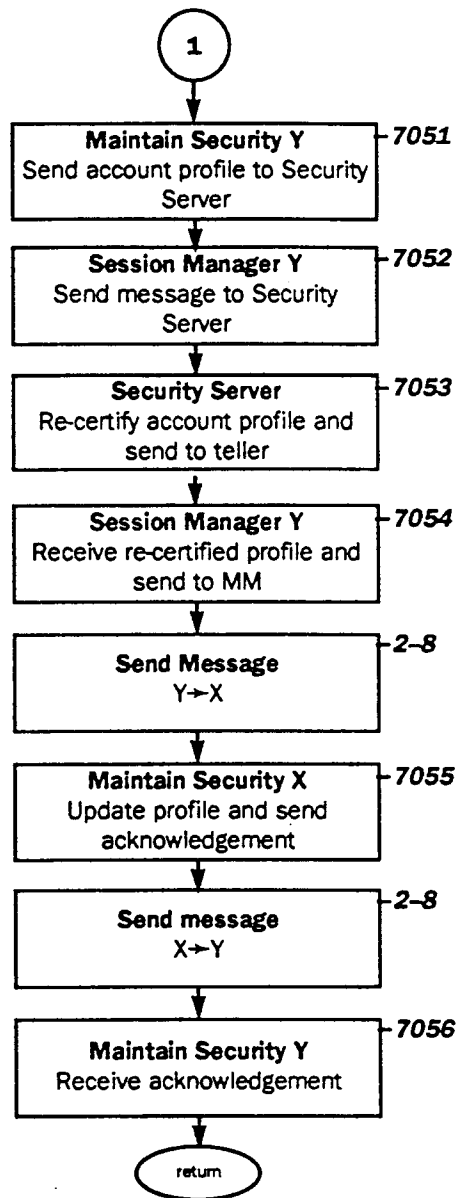 1
Maintain Security Y
7051
Send account profile to Security
Server
Session Manager Y
7052
Send message to Security
Server
Security Server
7053
Re-certify account profile and
send to teller
Session Manager Y
7054
Receive re-certified profile and
send to MM
Send Message
2-8
Y→X
Maintain Security X
7055
Update profile and send
acknowledgement
Send message
2-8
X→Y
Maintain Security Y
7056
Receive acknowledgement
return